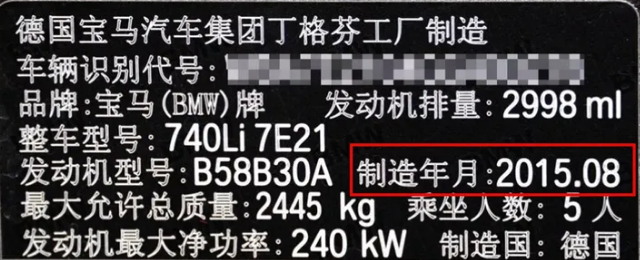 德国宝马汽车集团丁格芬工厂制造
车辆识别代号:
品牌:宝马(BMW)牌 发动机排量:2998 ml
整车型号:740Li 7E21
发动机型号:B58B30A 制造年月:2015.08
最大允许总质量:2445 kg 乘坐人数:5 人
发动机最大净功率:240 kW 制造国:德国